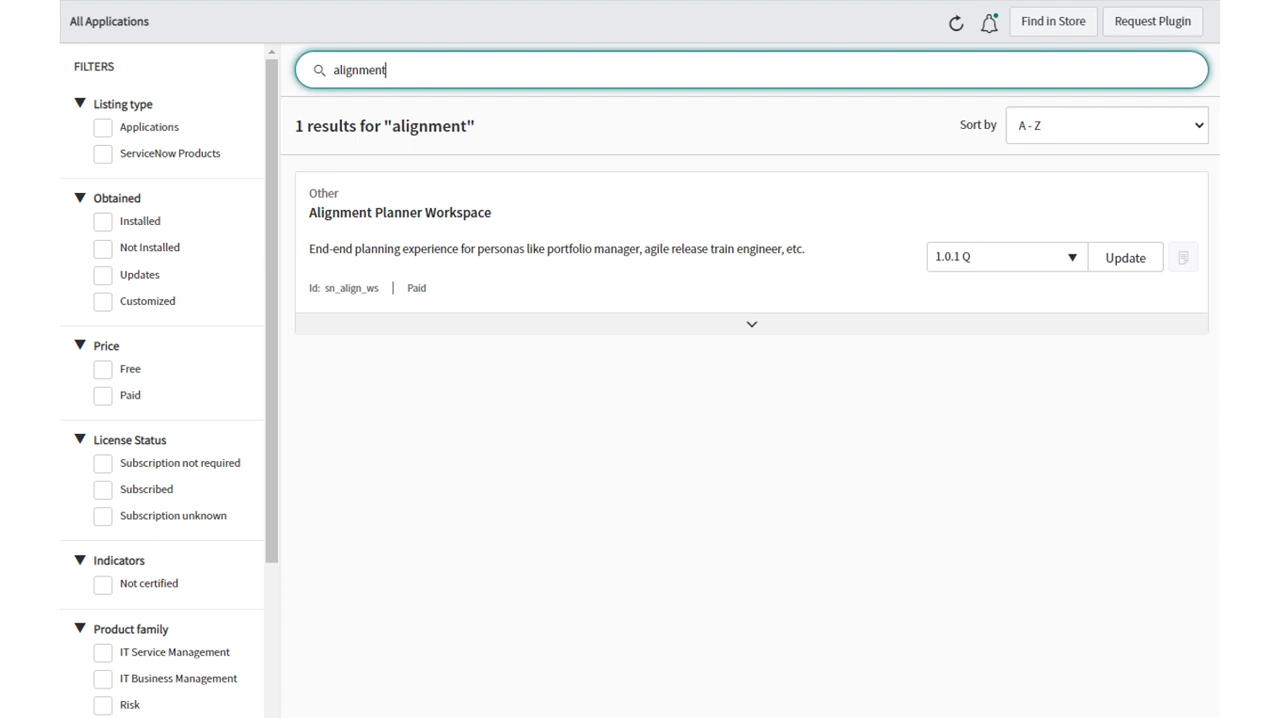 All Applications
Find in Store
Request Plugin
FILTERS
Listing type
Applications
ServiceNow Products
Obtained
Installed
Not Installed
Updates
Customized
Price
Free
Paid
License Status
Subscription not required
Subscribed
Subscription unknown
Indicators
Not certified
Product family
IT Service Management
IT Business Management
Risk
alignment
1 results for "alignment"
Sort by
A - Z
Other
Alignment Planner Workspace
End-end planning experience for personas like portfolio manager, agile release train engineer, etc.
1.0.1 Q
Update
Id: sn_align_ws | Paid